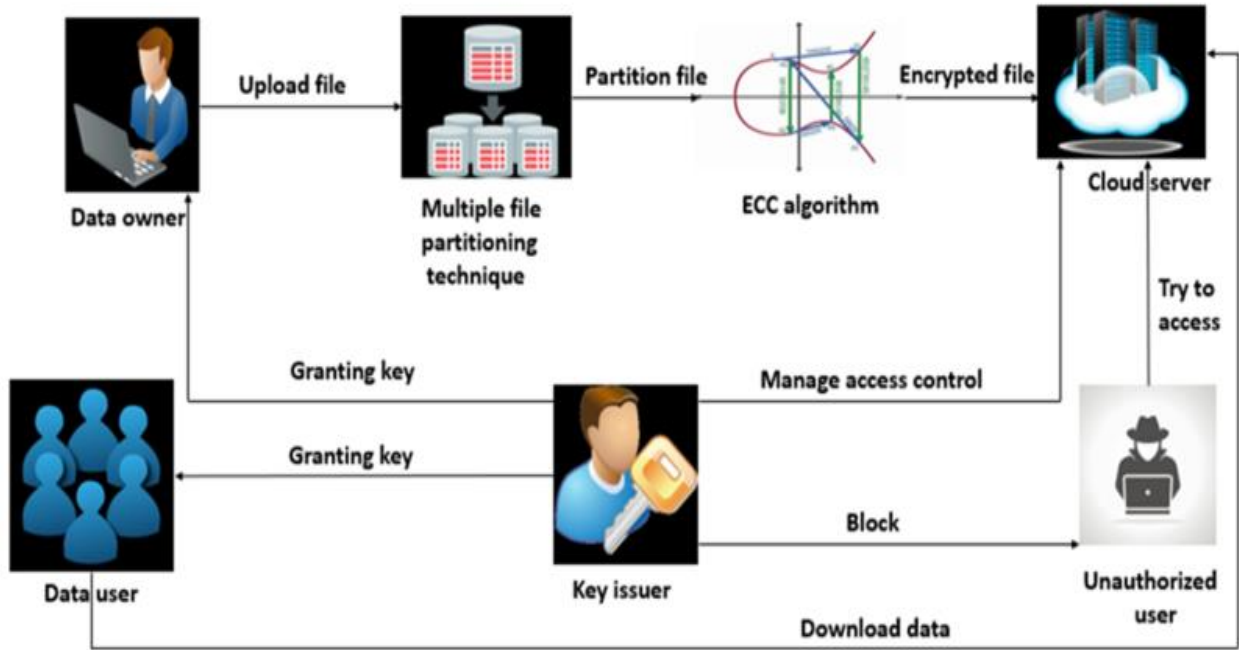 Upload file
Partition file
Encrypted file
Data owner
Multiple file
partitioning
technique
ECC algorithm
Cloud server
Try to
access
Granting key
Manage access control
Granting key
Block
Data user
Key issuer
Unauthorized
user
Download data